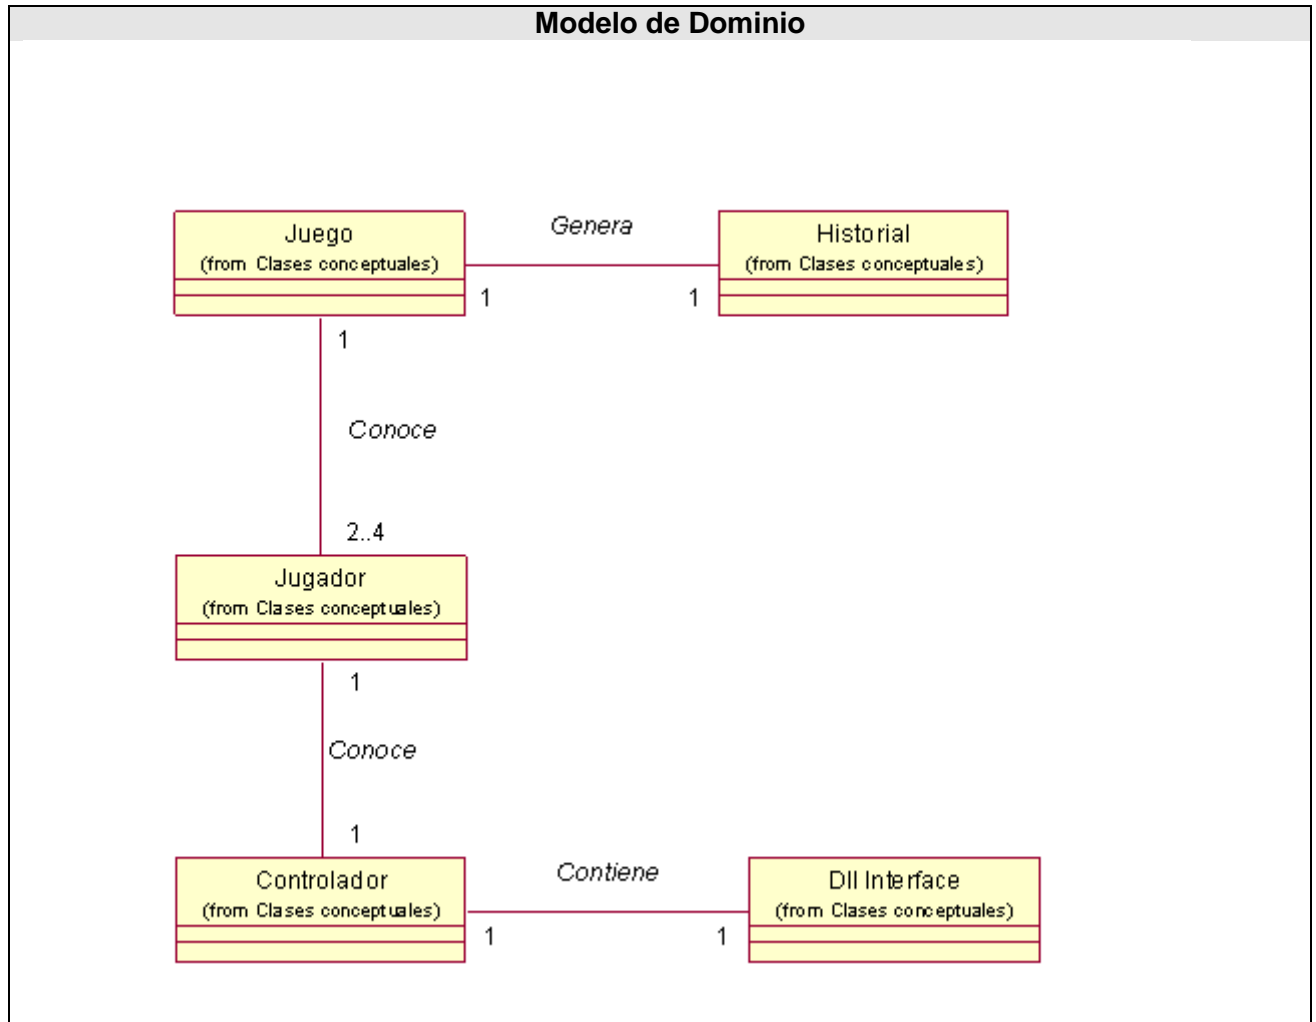 Modelo de Dominio
Juego
(from Clases conceptuales)
Genera
Historial
(from Clases conceptuales)
1
1
1
Conoce
2..4
Jugador
(from Clases conceptuales)
1
Conoce
1
Controlador
(from Clases conceptuales)
Contiene
Dll Interface
(from Clases conceptuales)
1
1